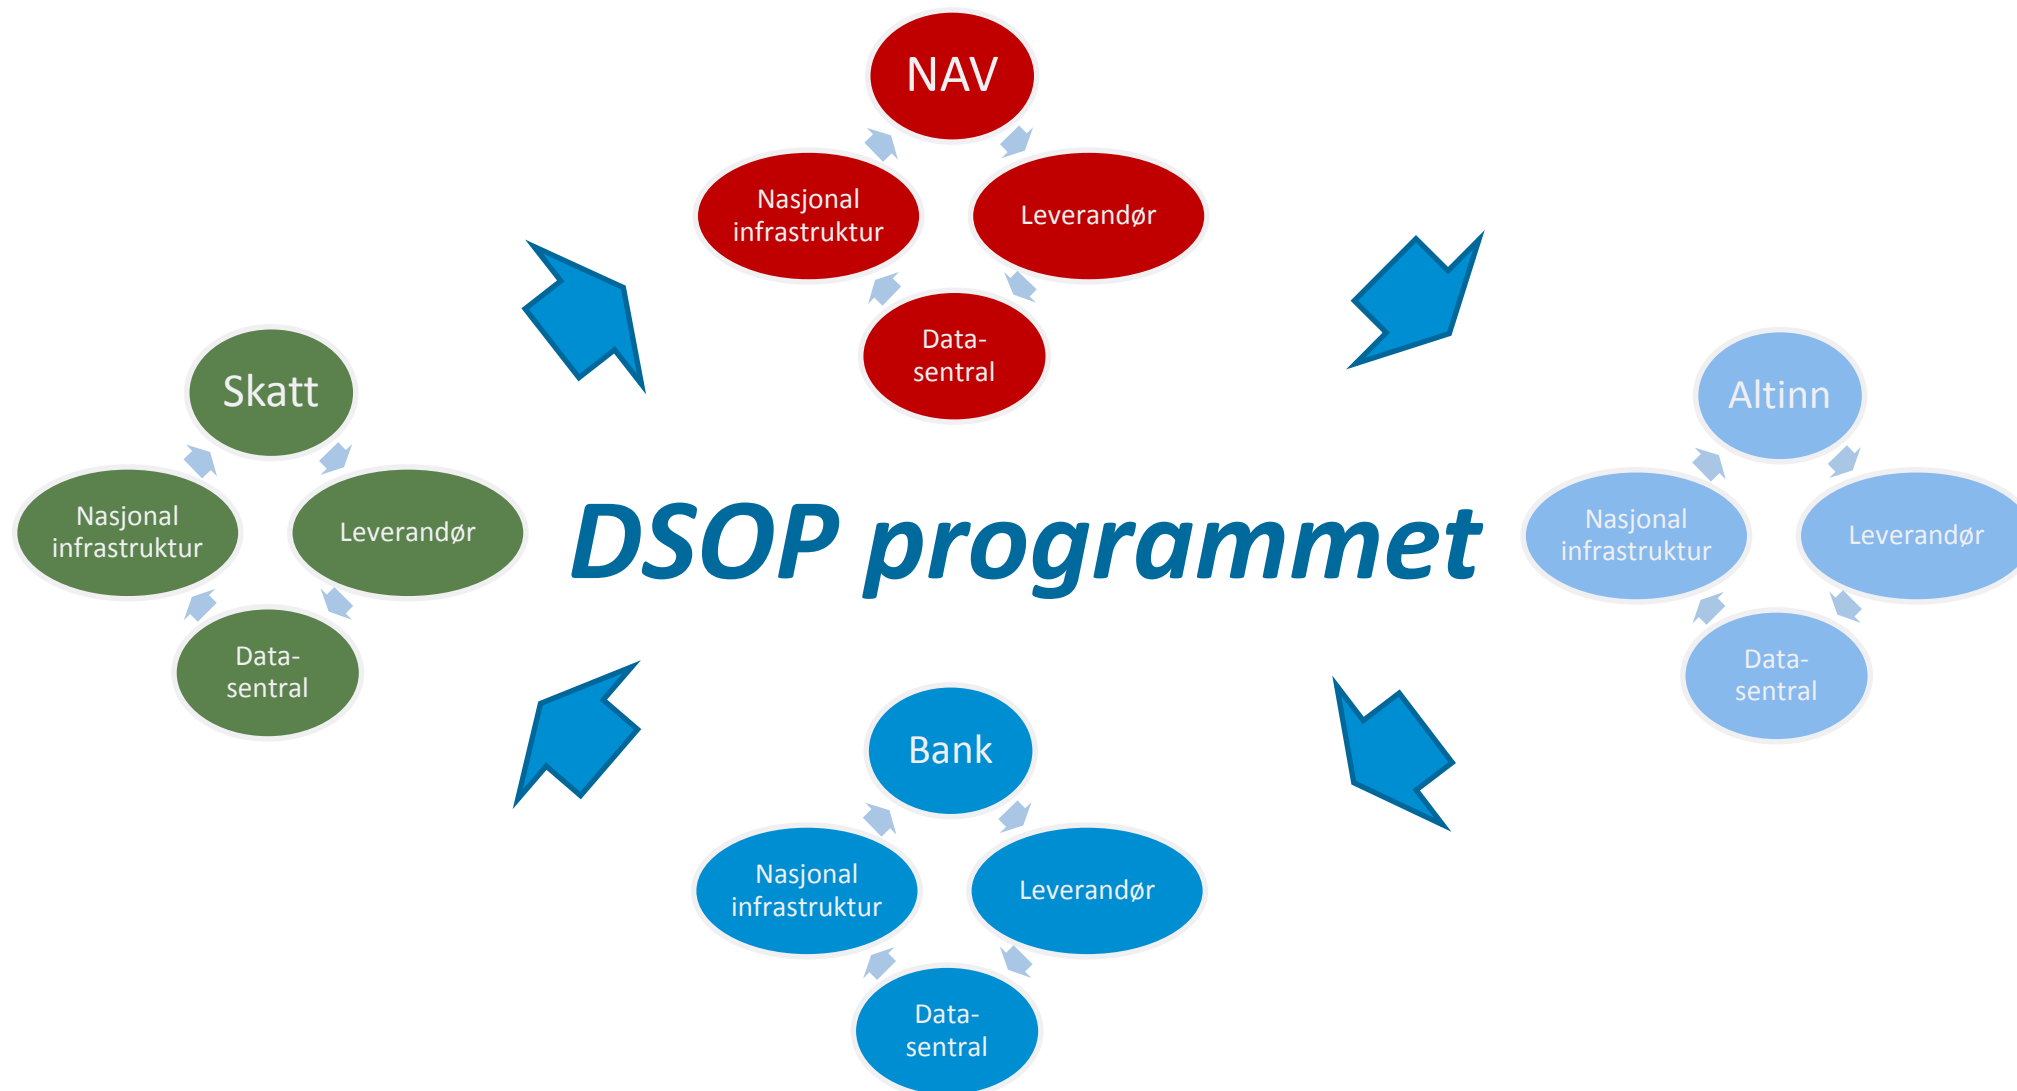 NAV
Nasjonal
infrastruktur
Leverandør
Data-
sentral
Skatt
Nasjonal
infrastruktur
Leverandør
Data-
sentral
DSOP programmet
Altinn
Nasjonal
infrastruktur
Leverandør
Data-
sentral
Bank
Nasjonal
infrastruktur
Leverandør
Data-
sentral